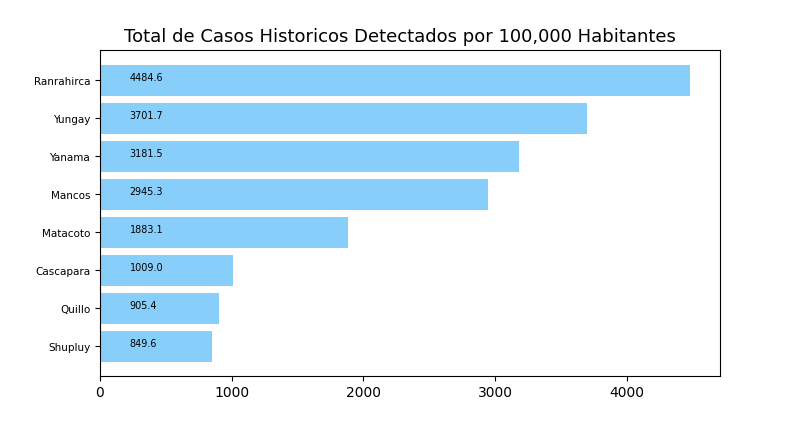 Total de Casos Historicos Detectados por 100,000 Habitantes
Ranrahirca 4484.6
Yungay 3701.7
Yanama 3181.5
Mancos 2945.3
Matacoto 1883.1
Cascapara 1009.0
Quillo 905.4
Shupluy 849.6
0 1000 2000 3000 4000